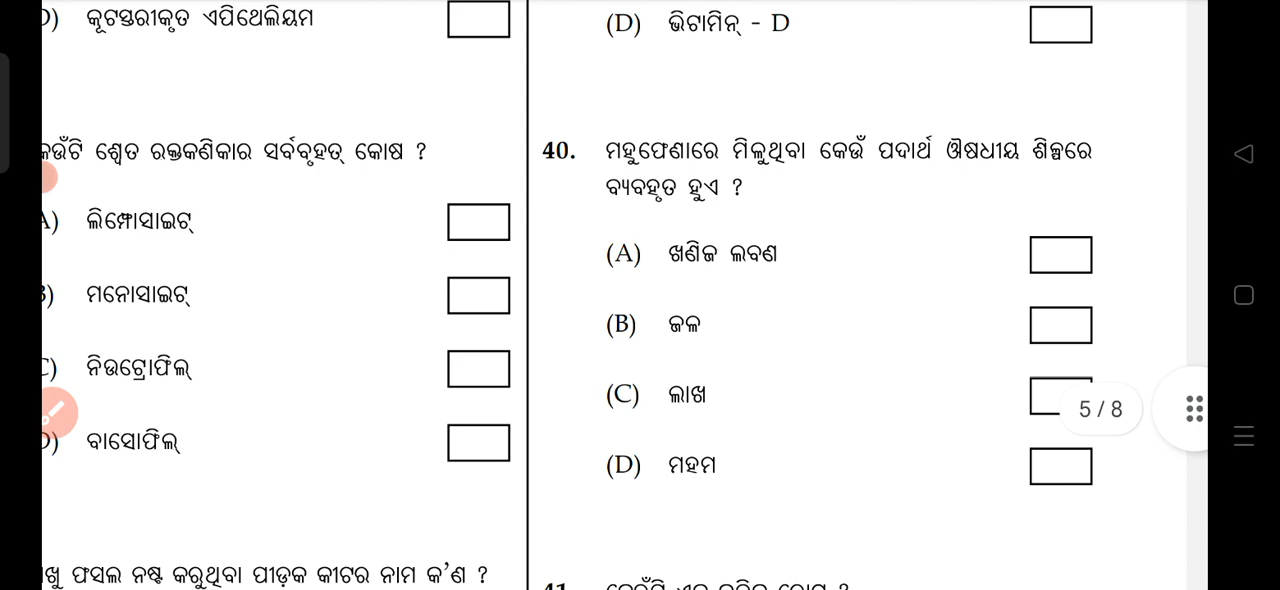 D) କୂଟସ୍ତରୀକୃତ ଏପିଥେଲିୟମ
କେଉଁଟି ଶ୍ୱେତ ରକ୍ତକଣିକାର ସର୍ବବୃହତ୍ କୋଷ ?
A) ଲିମ୍ଫୋସାଇଟ୍
B) ମନୋସାଇଟ୍
C) ନିଉଟ୍ରୋଫିଲ୍
D) ବାସୋଫିଲ୍
ଫସଲ ନଷ୍ଟ କରୁଥିବା ପୀଡ଼କ କୀଟର ନାମ କ'ଣ ?
(D) ଭିଟାମିନ୍ - D
40. ମହୁଫେଣାରେ ମିଳୁଥିବା କେଉଁ ପଦାର୍ଥ ଔଷଧୀୟ ଶିଳ୍ପରେ
ବ୍ୟବହୃତ ହୁଏ ?
(A) ଖଣିଜ ଲବଣ
(B) ଜଳ
(C) ଲାଖ
(D) ମହମ
5 / 8